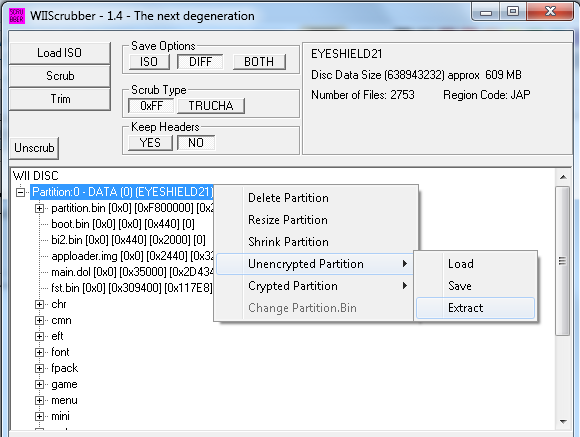 WIIScrubber - 1.4 - The next degeneration
Load ISO
Scrub
Trim
Unscrub
Save Options
ISO DIFF BOTH
Scrub Type
0xFF TRUCHA
Keep Headers
YES NO
EYESHIELD21
Disc Data Size (638943232) approx 609 MB
Number of Files: 2753 Region Code: JAP
WII DISC
Partition:0 - DATA (0) (EYESHIELD21)
partition.bin [0x0] [0xF800000] [0x2
boot.bin [0x0] [0x440] [0]
bi2.bin [0x0] [0x440] [0x2000] [0]
apploader.img [0x0] [0x2440] [0x
main.dol [0x0] [0x35000] [0x2D434
fst.bin [0x0] [0x309400] [0x117E8]
chr
cmn
eft
font
fpack
game
menu
mini
Delete Partition
Resize Partition
Shrink Partition
Unencrypted Partition
Crypted Partition
Change Partition.Bin
Load
Save
Extract